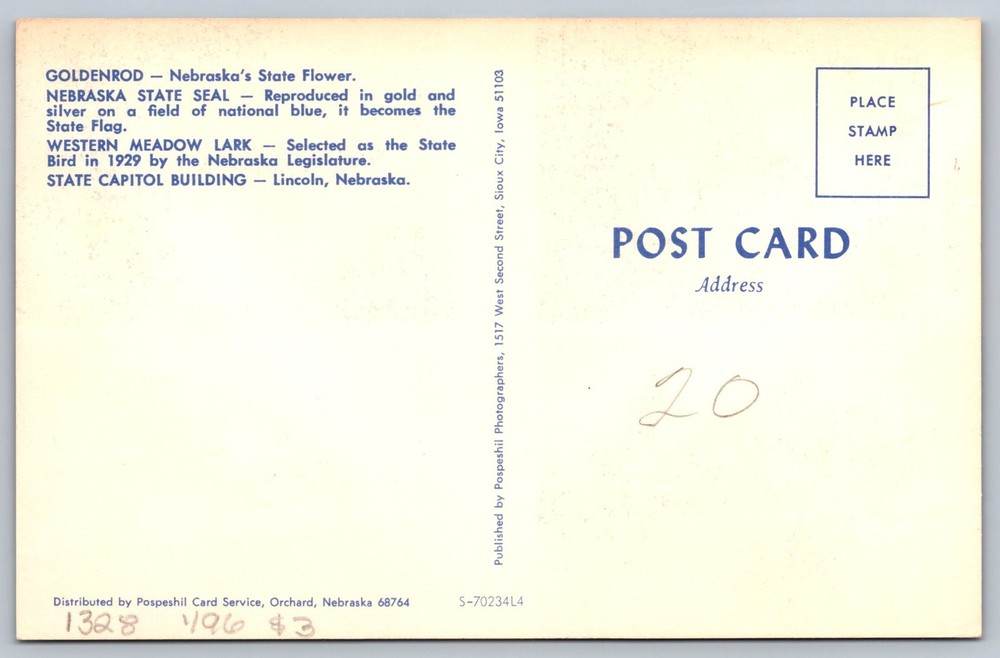 GOLDENROD — Nebraska's State Flower.
NEBRASKA STATE SEAL — Reproduced in gold and
silver on a field of national blue, it becomes the
State Flag.
WESTERN MEADOW LARK — Selected as the State
Bird in 1929 by the Nebraska Legislature.
STATE CAPITOL BUILDING — Lincoln, Nebraska.
Distributed by Pospeshil Card Service, Orchard, Nebraska 68764
S-70234L4
1328 1/96 $3
Published by Pospeshil Photographers, 1517 West Second Street, Sioux City, Iowa 51103
PLACE
STAMP
HERE
POST CARD
Address
20